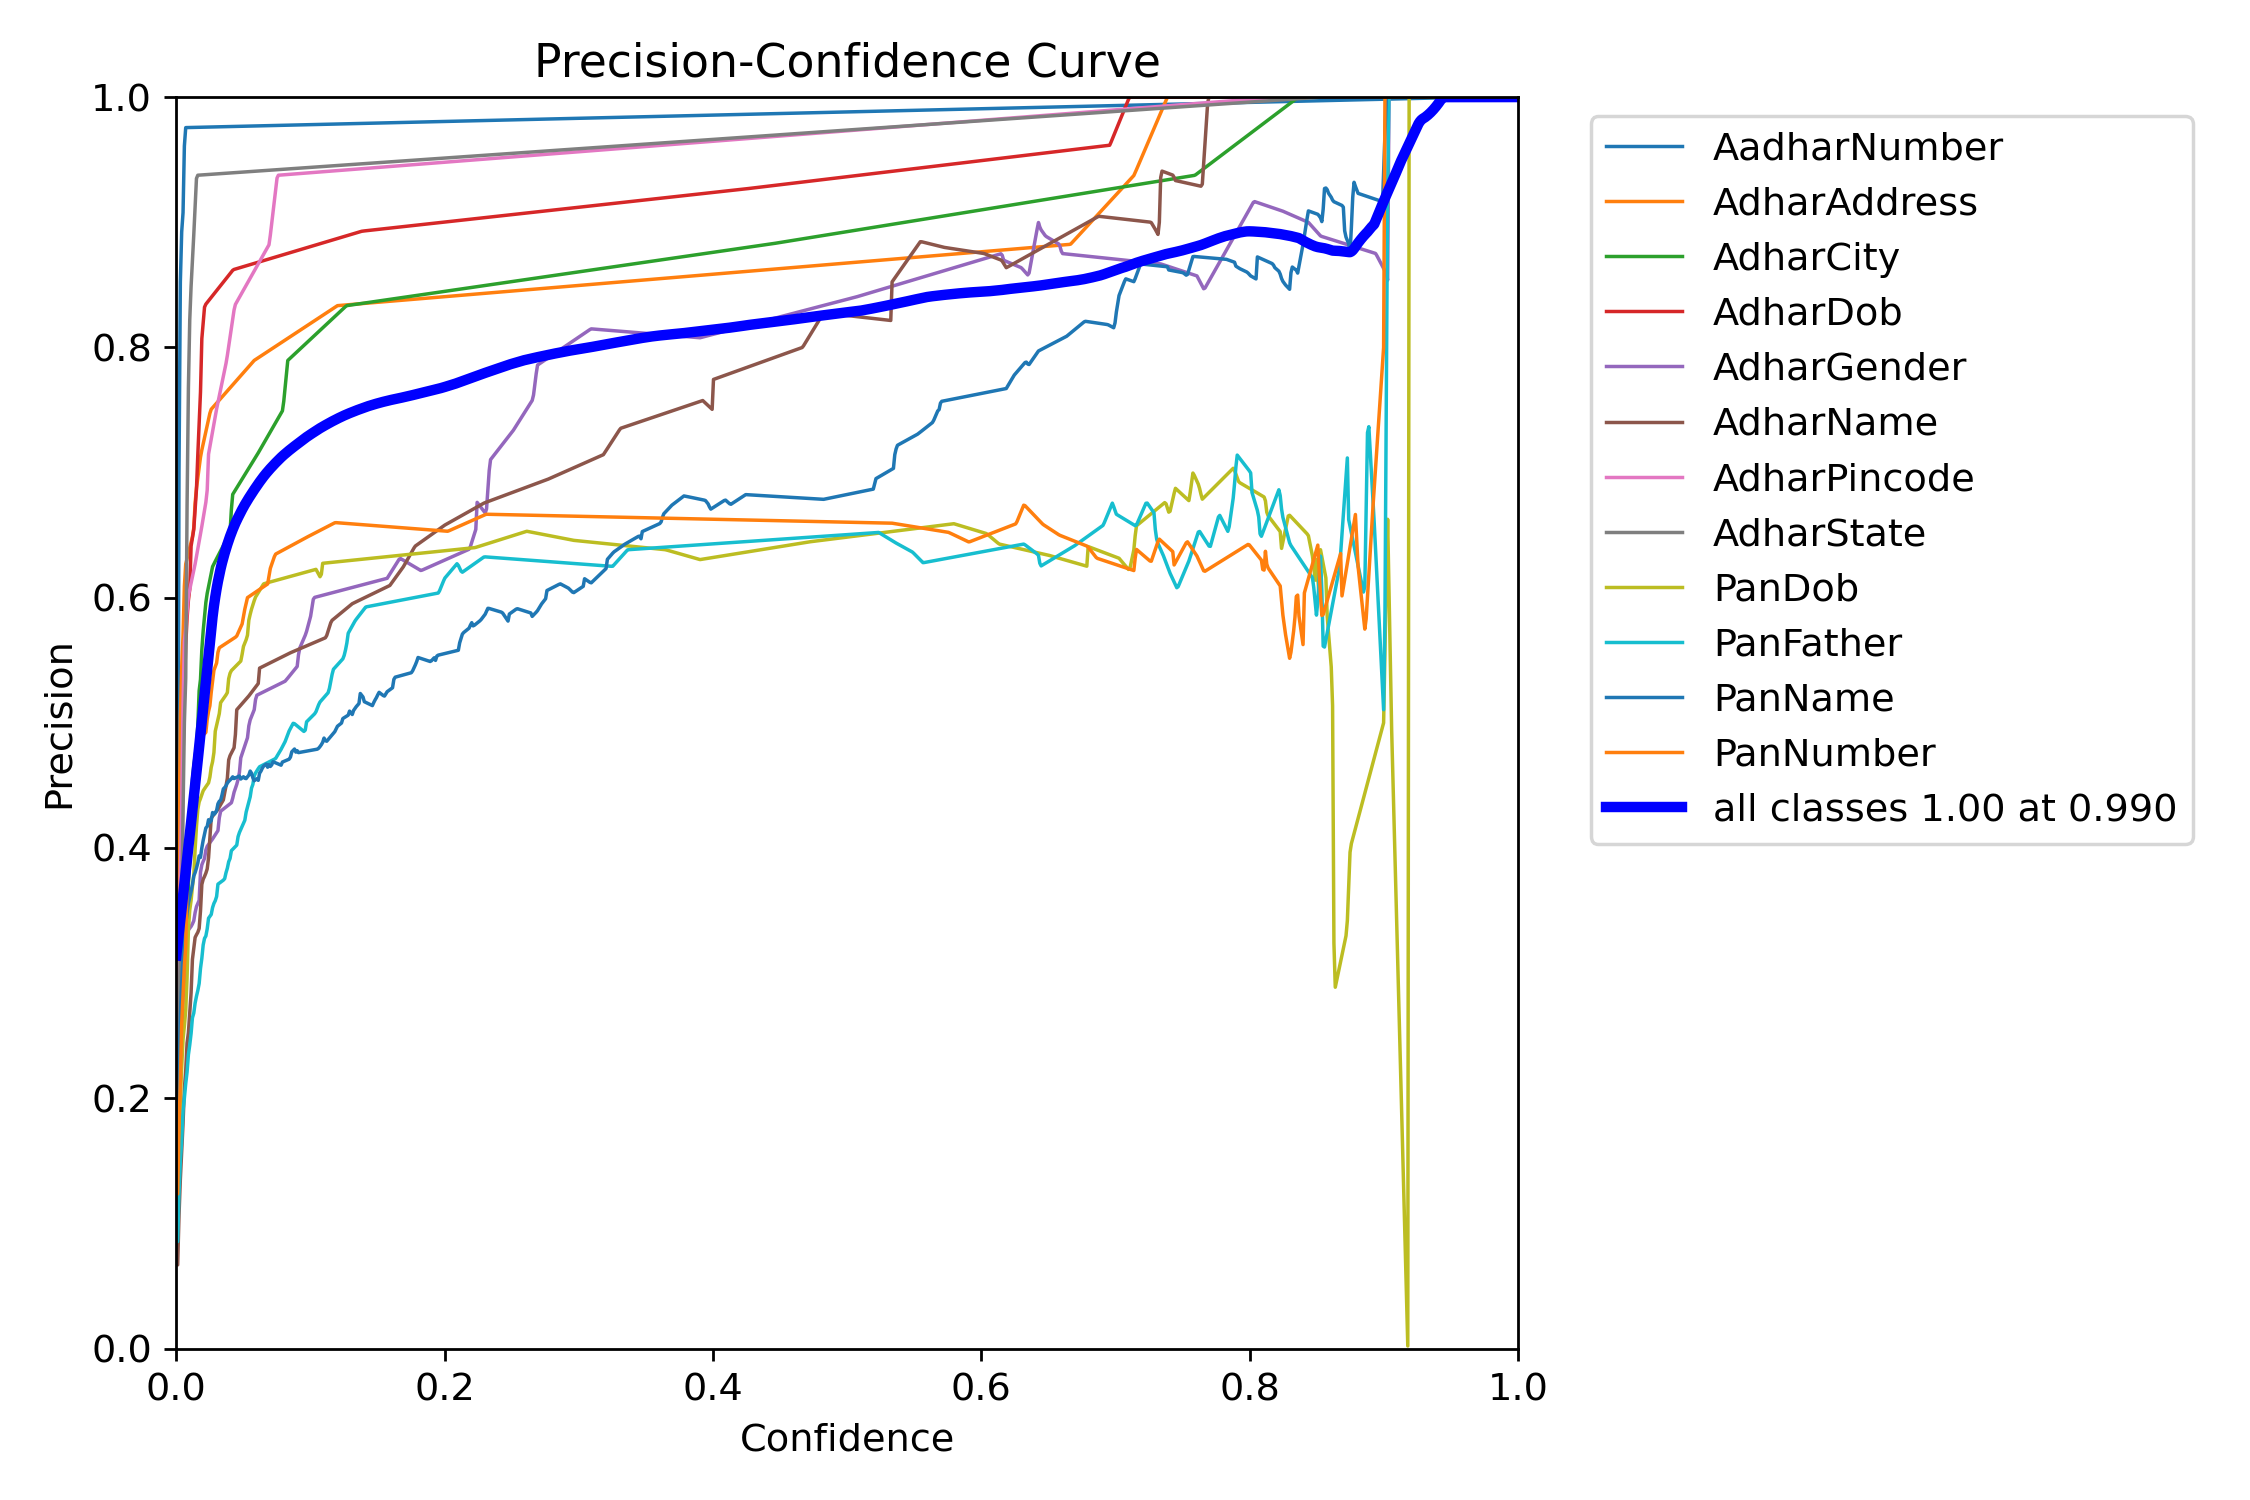 Precision-Confidence Curve
1.0
0.8
0.6
0.4
0.2
0.0
Precision
0.0 0.2 0.4 0.6 0.8 1.0
Confidence
AadharNumber
AdharAddress
AdharCity
AdharDob
AdharGender
AdharName
AdharPincode
AdharState
PanDob
PanFather
PanName
PanNumber
all classes 1.00 at 0.990